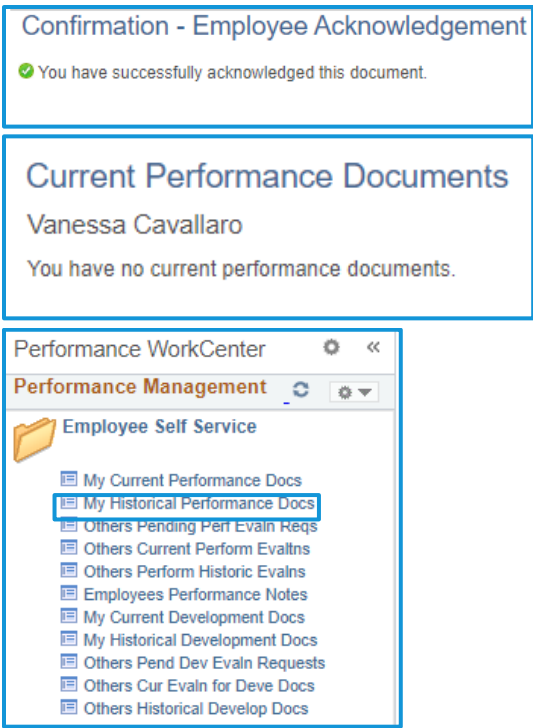 Confirmation - Employee Acknowledgement
You have successfully acknowledged this document.
Current Performance Documents
Vanessa Cavallaro
You have no current performance documents.
Performance WorkCenter
Performance Management
Employee Self Service
My Current Performance Docs
My Historical Performance Docs
Others Pending Perf Evaln Reqs
Others Current Perform Evaltns
Others Perform Historic Evalns
Employees Performance Notes
My Current Development Docs
My Historical Development Docs
Others Pend Dev Evaln Requests
Others Cur Evaln for Deve Docs
Others Historical Develop Docs